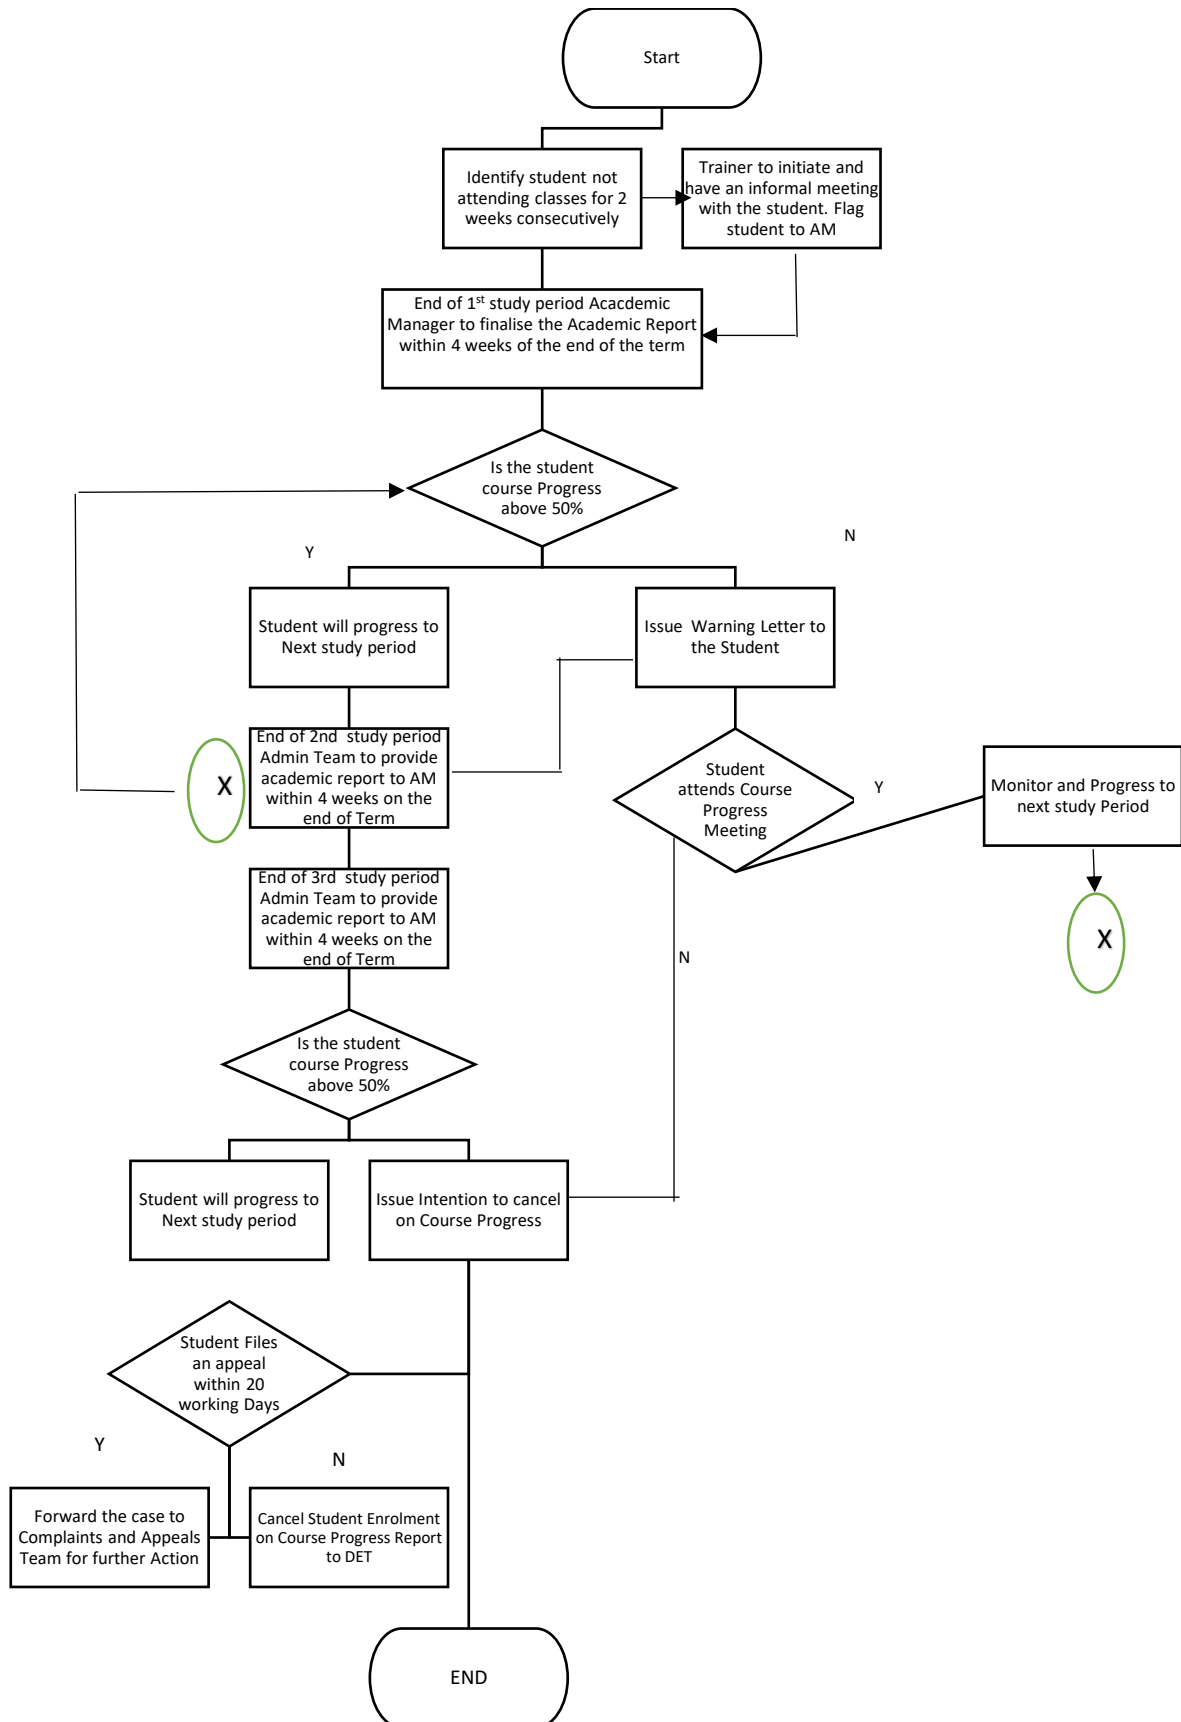 Start
Identify student not
attending classes for 2
weeks consecutively
Trainer to initiate and
have an informal meeting
with the student. Flag
student to AM
End of 1st study period Acacdemic
Manager to finalise the Academic Report
within 4 weeks of the end of the term
Is the student
course Progress
above 50%
Y
N
Student will progress to
Next study period
Issue Warning Letter to
the Student
End of 2nd study period
Admin Team to provide
academic report to AM
within 4 weeks on the
end of Term
X
Student
attends Course
Progress
Meeting
Y
Monitor and Progress to
next study Period
X
N
End of 3rd study period
Admin Team to provide
academic report to AM
within 4 weeks on the
end of Term
Is the student
course Progress
above 50%
Student will progress to
Next study period
Issue Intention to cancel
on Course Progress
Student Files
an appeal
within 20
working Days
Y
N
Forward the case to
Complaints and Appeals
Team for further Action
Cancel Student Enrolment
on Course Progress Report
to DET
END